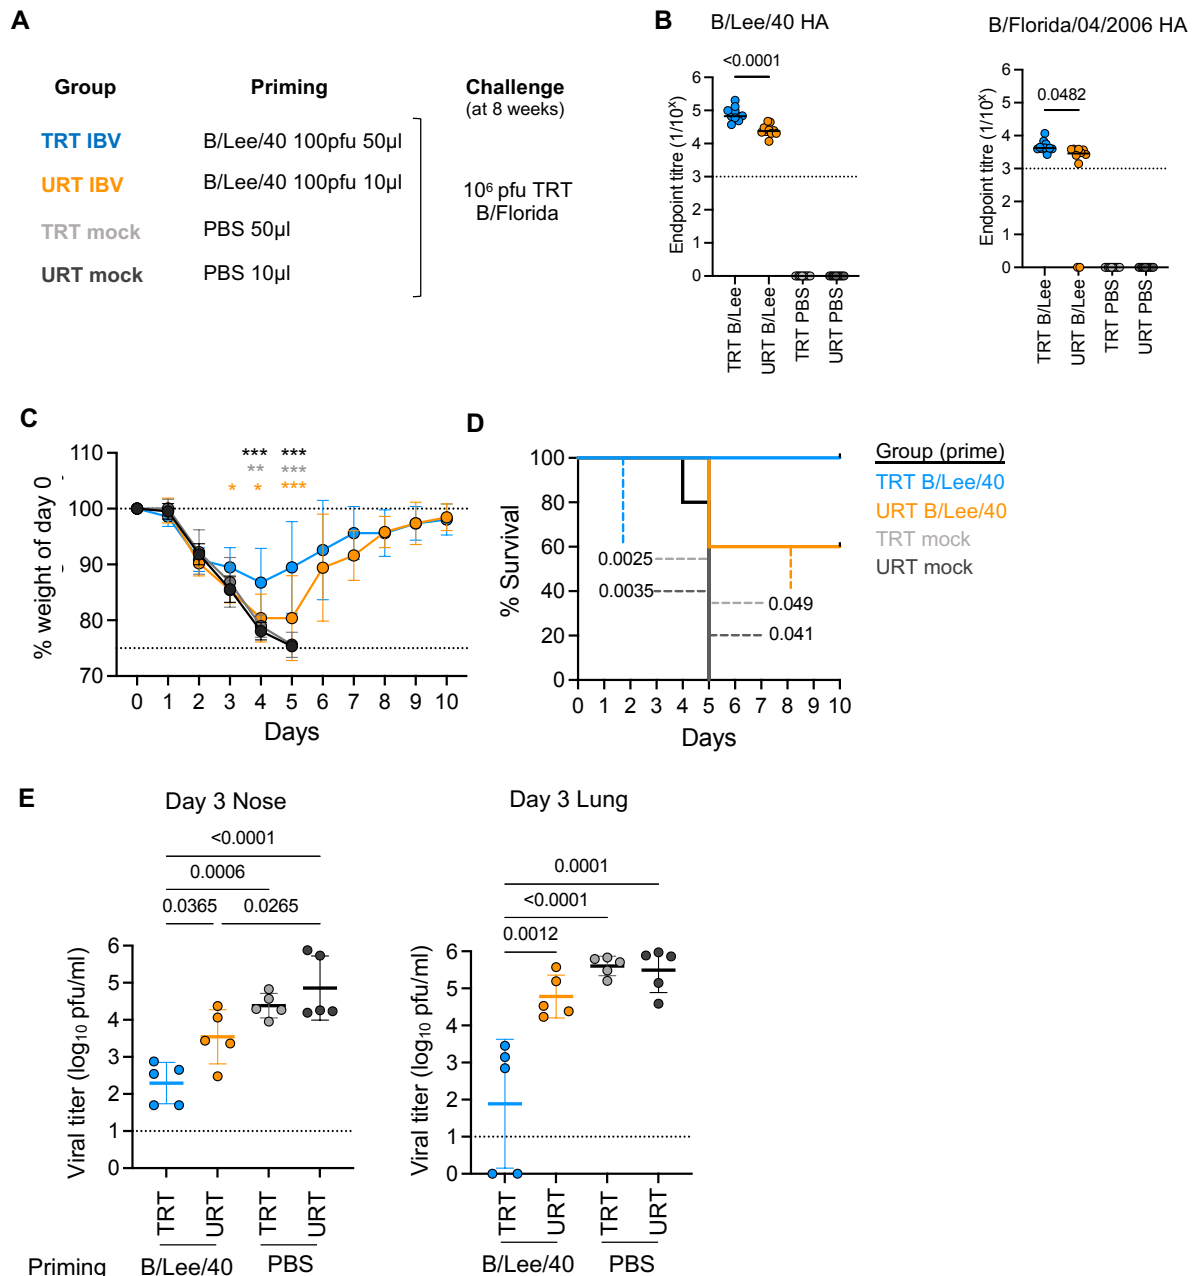 A
Group Priming Challenge
(at 8 weeks)
TRT IBV B/Lee/40 100pfu 50µl
URT IBV B/Lee/40 100pfu 10µl
TRT mock PBS 50µl
URT mock PBS 10µl
10⁶ pfu TRT
B/Florida
B
B/Lee/40 HA
<0.0001
Endpoint titre (1/10ˣ)
6
5
4
3
2
1
0
TRT B/Lee
URT B/Lee
TRT PBS
URT PBS
B/Florida/04/2006 HA
0.0482
Endpoint titre (1/10ˣ)
6
5
4
3
2
1
0
TRT B/Lee
URT B/Lee
TRT PBS
URT PBS
C
% weight of day 0
110
100
90
80
70
*** ***
** ***
* * ***
0 1 2 3 4 5 6 7 8 9 10
Days
D
% Survival
100
80
60
40
20
0
0.0025
0.0035
0.049
0.041
0 1 2 3 4 5 6 7 8 9 10
Days
Group (prime)
TRT B/Lee/40
URT B/Lee/40
TRT mock
URT mock
E
Day 3 Nose
<0.0001
0.0006
0.0365 0.0265
Viral titer (log₁₀ pfu/ml)
6
5
4
3
2
1
0
TRT URT TRT URT
Priming B/Lee/40 PBS
Day 3 Lung
0.0001
<0.0001
0.0012
Viral titer (log₁₀ pfu/ml)
6
5
4
3
2
1
0
TRT URT TRT URT
B/Lee/40 PBS